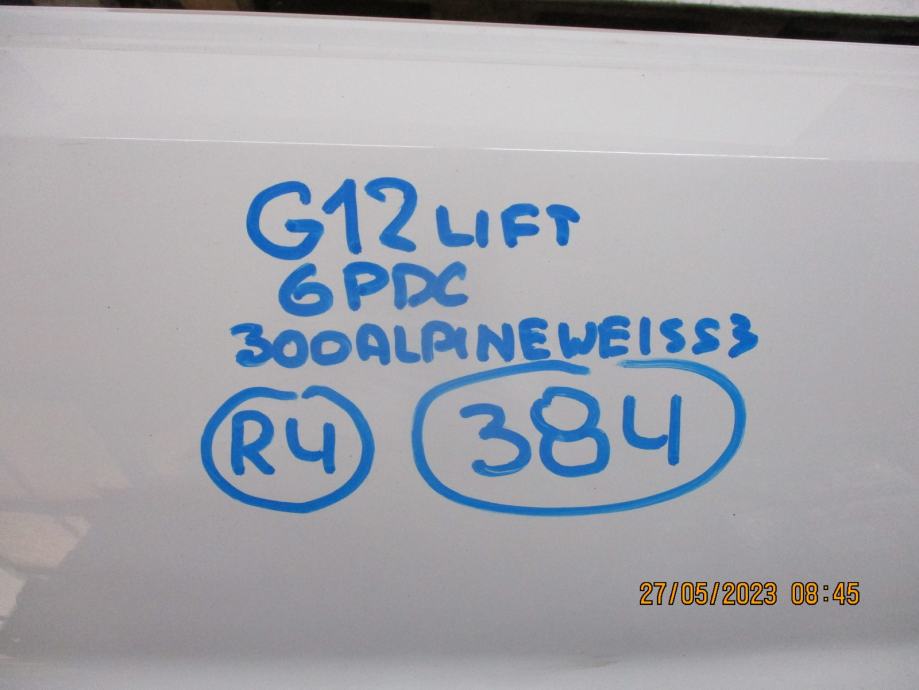 G12 LIFT
6PDC
300ALPINEWEISS3
R4 384
27/05/2023 08:45